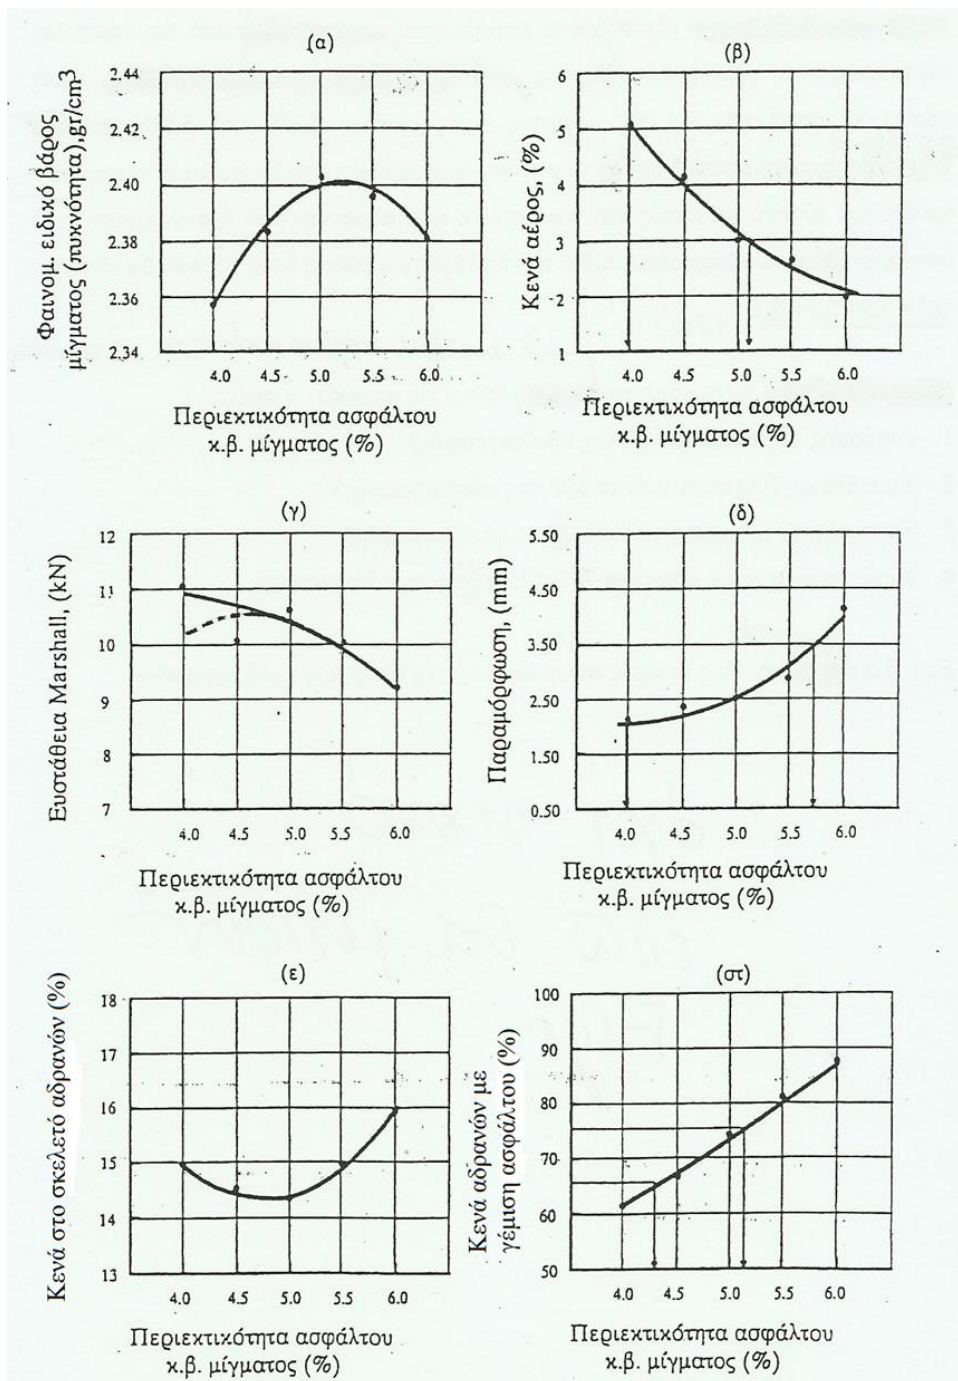 (α)
Φαινομ. ειδικό βάρος
μίγματος (πυκνότητα),gr/cm3
2.44
2.42
2.40
2.38
2.36
2.34
4.0 4.5 5.0 5.5 6.0
Περιεκτικότητα ασφάλτου
κ.β. μίγματος (%)
(β)
Κενά αέρος, (%)
6
5
4
3
2
1
4.0 4.5 5.0 5.5 6.0
Περιεκτικότητα ασφάλτου
κ.β. μίγματος (%)
(γ)
Ευστάθεια Marshall, (kN)
12
11
10
9
8
7
4.0 4.5 5.0 5.5 6.0
Περιεκτικότητα ασφάλτου
κ.β. μίγματος (%)
(δ)
Παραμόρφωση, (mm)
5.50
4.50
3.50
2.50
1.50
0.50
4.0 4.5 5.0 5.5 6.0
Περιεκτικότητα ασφάλτου
κ.β. μίγματος (%)
(ε)
Κενά στο σκελετό αδρανών (%)
18
17
16
15
14
13
4.0 4.5 5.0 5.5 6.0
Περιεκτικότητα ασφάλτου
κ.β. μίγματος (%)
(στ)
Κενά αδρανών με
γέμιση ασφάλτου (%)
100
90
80
70
60
50
4.0 4.5 5.0 5.5 6.0
Περιεκτικότητα ασφάλτου
κ.β. μίγματος (%)